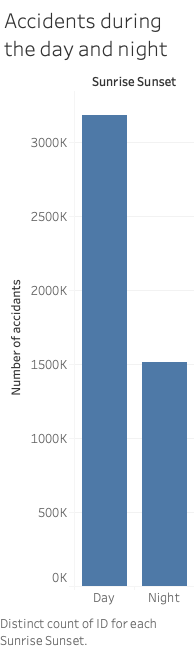 Accidents during
the day and night
Sunrise Sunset
Number of accidants
3000K
2500K
2000K
1500K
1000K
500K
0K
Day Night
Distinct count of ID for each
Sunrise Sunset.